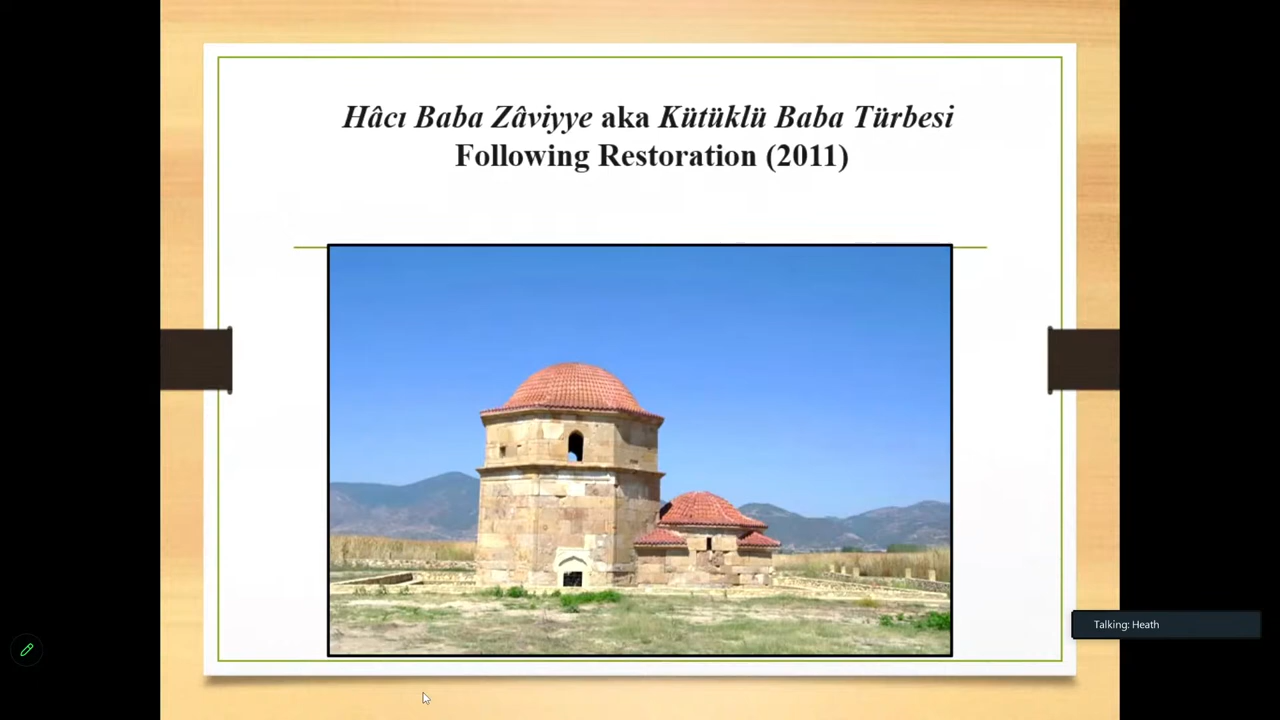 Hâcı Baba Zâviyye aka Kütüklü Baba Türbesi
Following Restoration (2011)
Talking: Heath